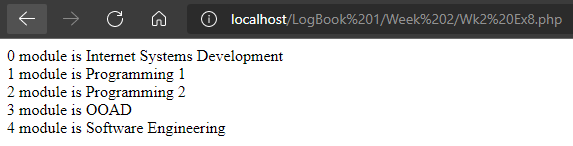 localhost/LogBook%201/Week%202/Wk2%20Ex8.php
0 module is Internet Systems Development
1 module is Programming 1
2 module is Programming 2
3 module is OOAD
4 module is Software Engineering